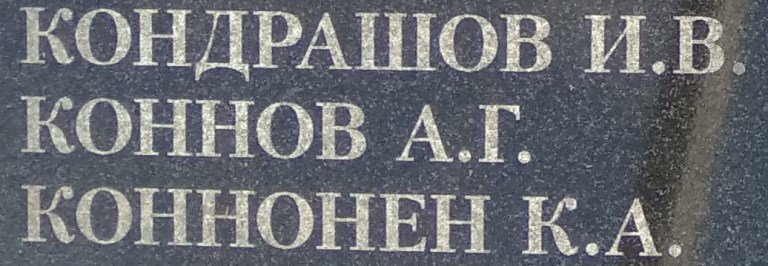 КОНДРАШОВ И.В.
КОННОВ А.Г.
КОННОНЕН К.А.